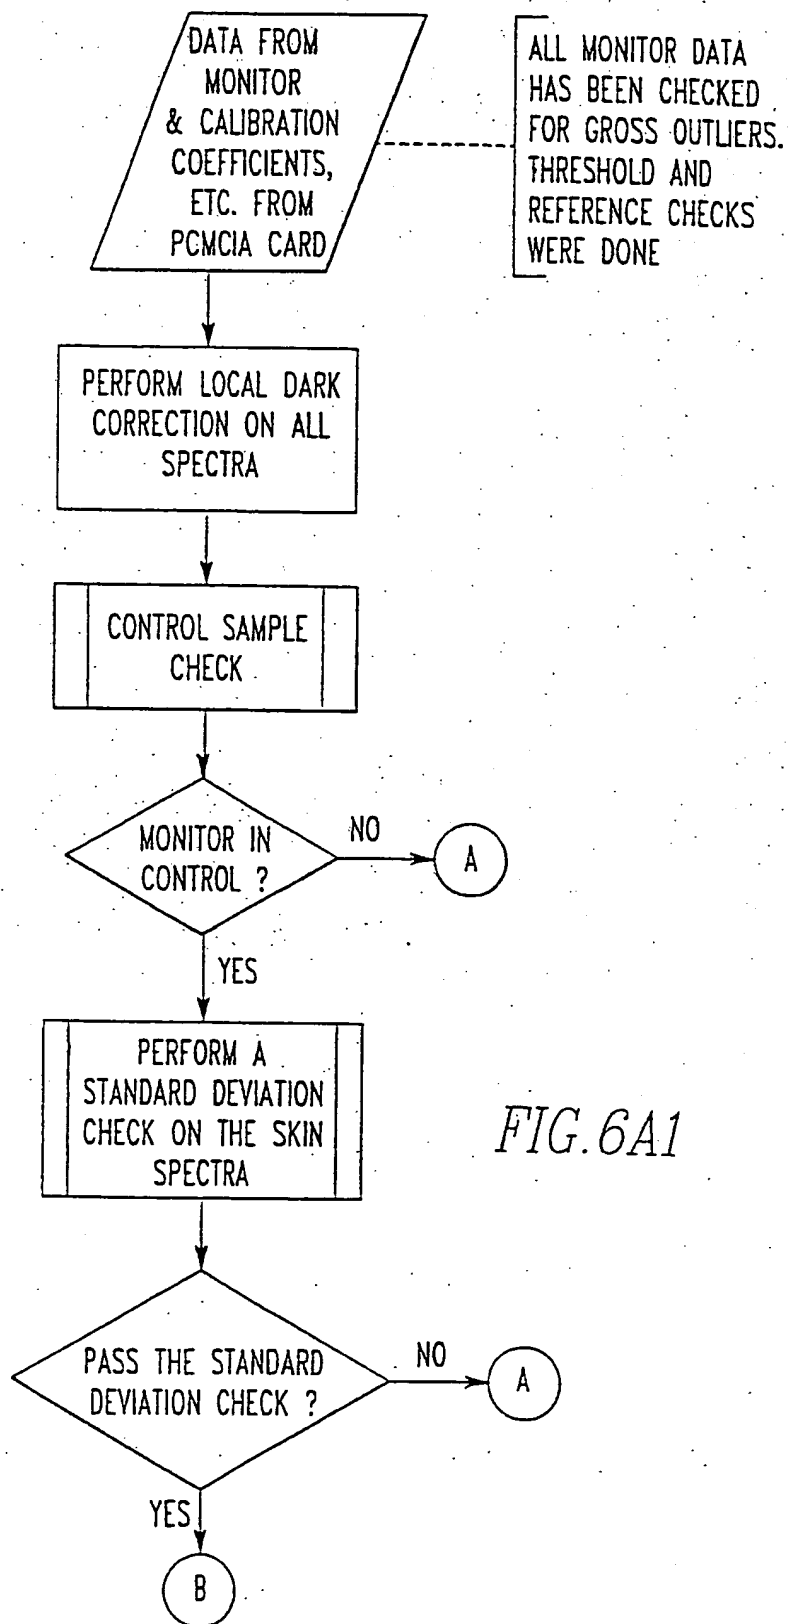 DATA FROM
MONITOR
& CALIBRATION
COEFFICIENTS,
ETC. FROM
PCMCIA CARD
ALL MONITOR DATA
HAS BEEN CHECKED
FOR GROSS OUTLIERS.
THRESHOLD AND
REFERENCE CHECKS
WERE DONE
PERFORM LOCAL DARK
CORRECTION ON ALL
SPECTRA
CONTROL SAMPLE
CHECK
MONITOR IN
CONTROL ?
NO
A
YES
PERFORM A
STANDARD DEVIATION
CHECK ON THE SKIN
SPECTRA
FIG.6A1
PASS THE STANDARD
DEVIATION CHECK ?
NO
A
YES
B